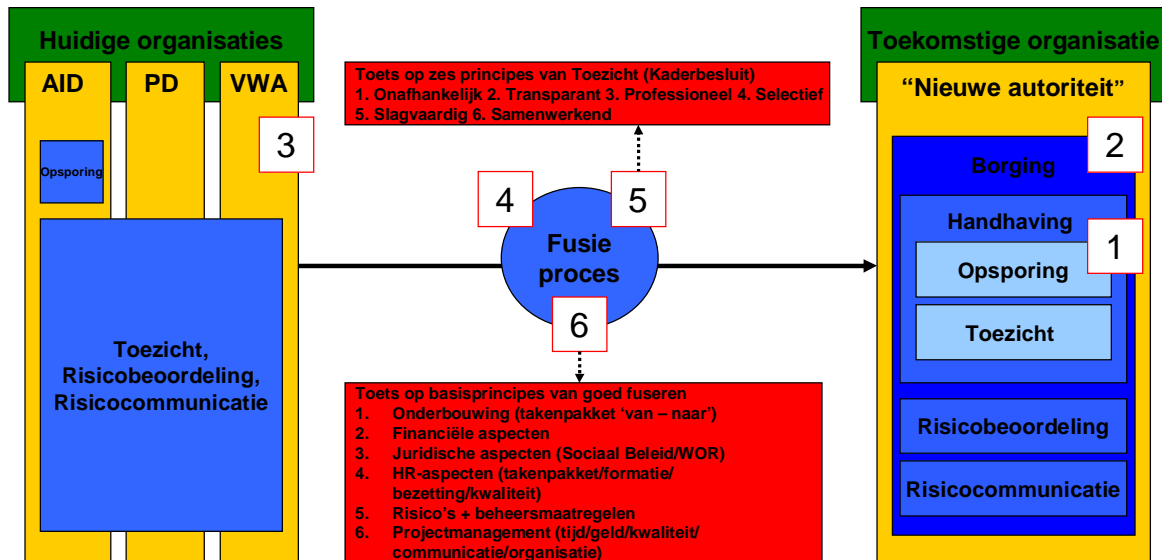 Huidige organisaties
AID
PD
VWA
3
Opsporing
Toezicht,
Risicobeoordeling,
Risicocommunicatie
Toets op zes principes van Toezicht (Kaderbesluit)
1. Onafhankelijk 2. Transparant 3. Professioneel 4. Selectief
5. Slagvaardig 6. Samenwerkend
4
5
Fusie
proces
6
Toets op basisprincipes van goed fuseren
1. Onderbouwing (takenpakket ‘van – naar’)
2. Financiële aspecten
3. Juridische aspecten (Sociaal Beleid/WOR)
4. HR-aspecten (takenpakket/formatie/
bezetting/kwaliteit)
5. Risico’s + beheersmaatregelen
6. Projectmanagement (tijd/geld/kwaliteit/
communicatie/organisatie)
Toekomstige organisatie
“Nieuwe autoriteit”
2
Borging
Handhaving
1
Opsporing
Toezicht
Risicobeoordeling
Risicocommunicatie